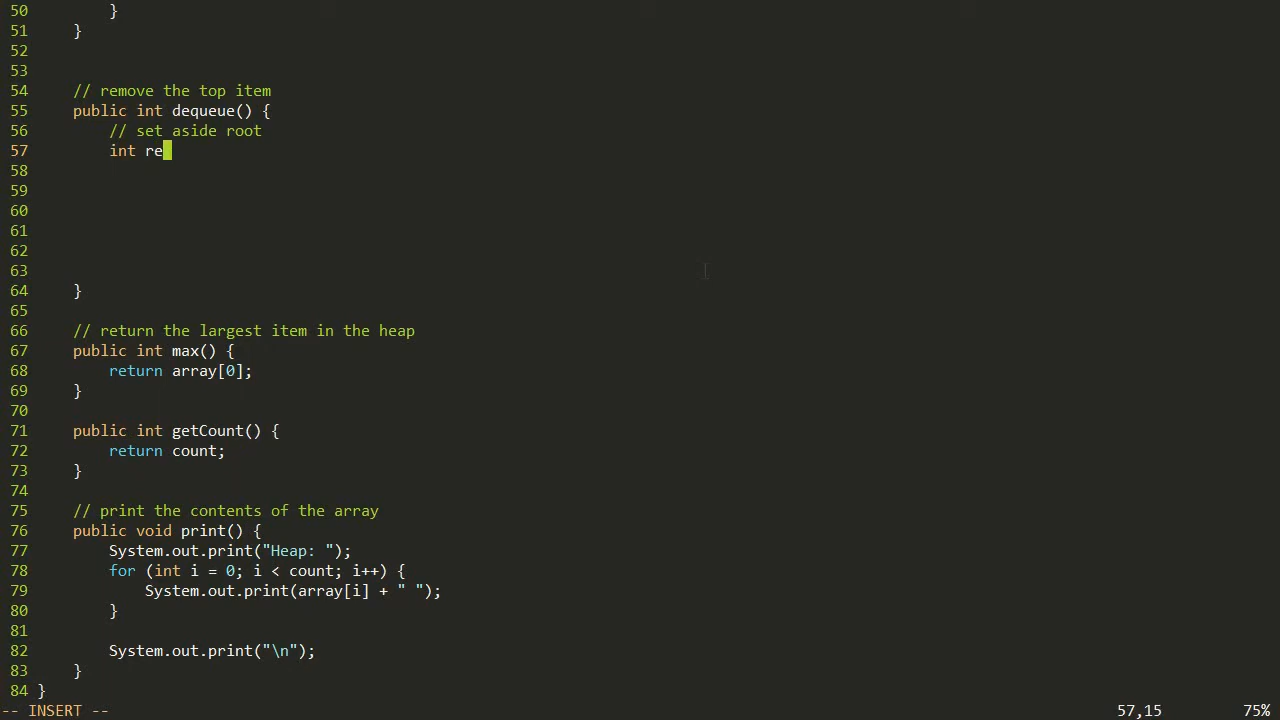 50 }
51 }
52
53
54 // remove the top item
55 public int dequeue() {
56 // set aside root
57 int re
58
59
60
61
62
63
64 }
65
66 // return the largest item in the heap
67 public int max() {
68 return array[0];
69 }
70
71 public int getCount() {
72 return count;
73 }
74
75 // print the contents of the array
76 public void print() {
77 System.out.print("Heap: ");
78 for (int i = 0; i < count; i++) {
79 System.out.print(array[i] + " ");
80 }
81
82 System.out.print("\n");
83 }
84 }
-- INSERT -- 57,15 75%